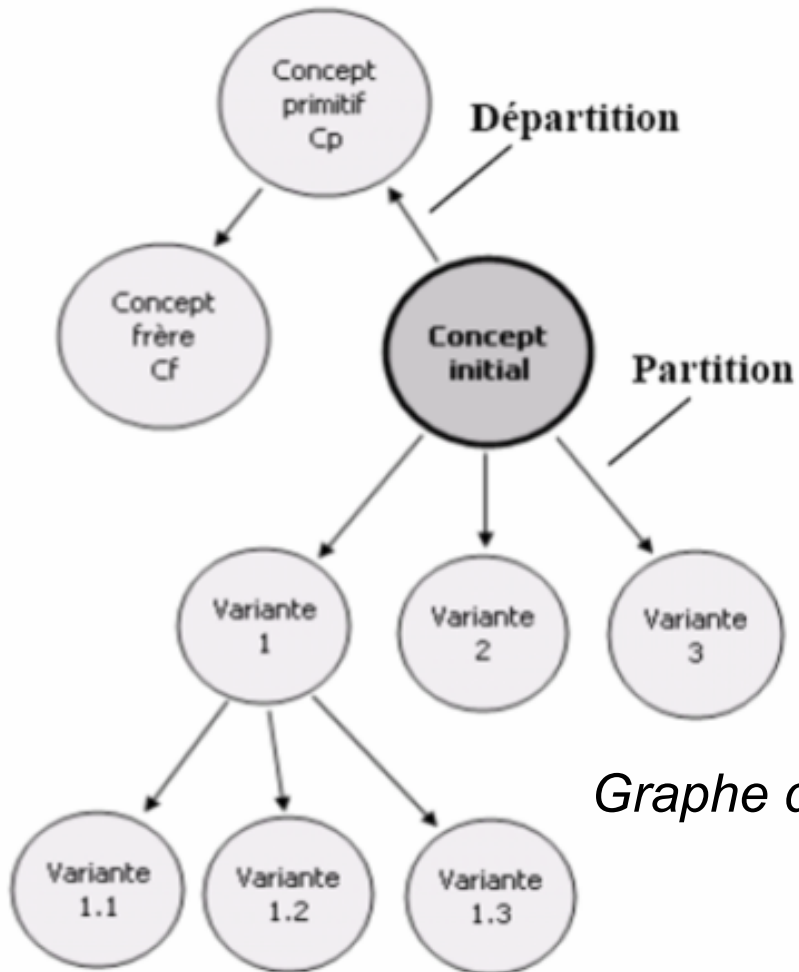 Concept
primitif
Cp
Départition
Concept
frère
Cf
Concept
initial
Partition
Variante
1
Variante
2
Variante
3
Graphe
Variante
1.1
Variante
1.2
Variante
1.3